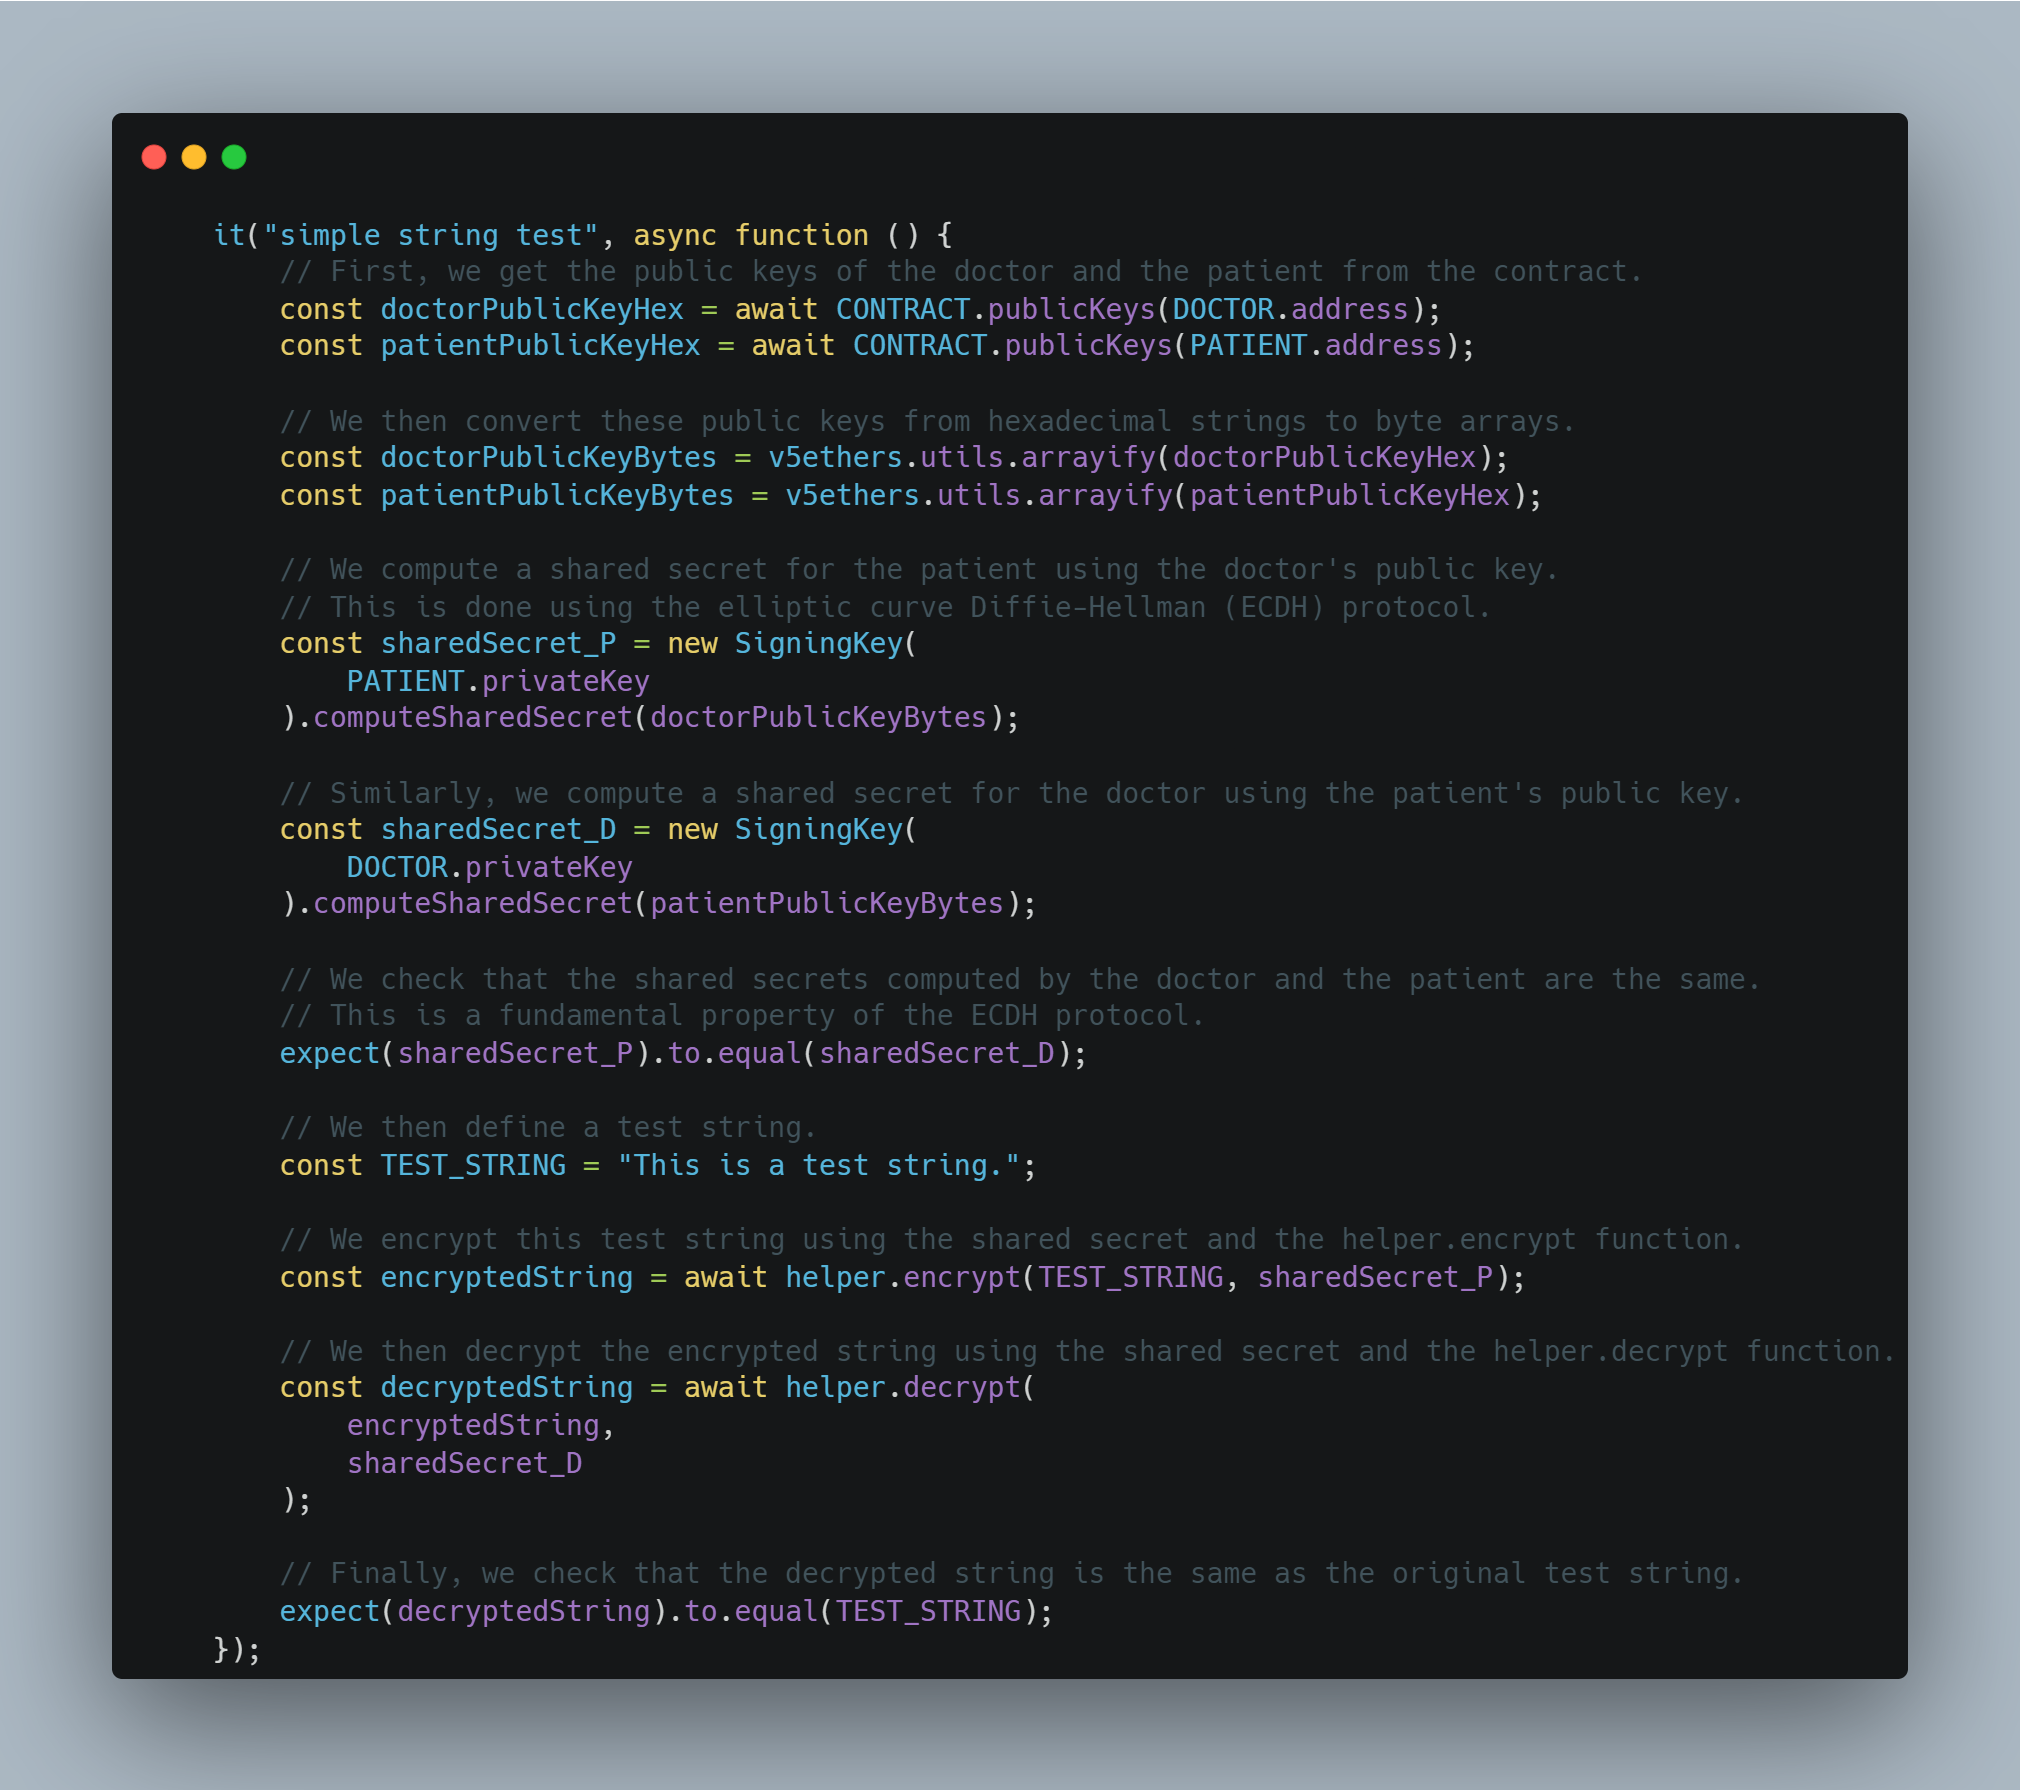 it("simple string test", async function () {
    // First, we get the public keys of the doctor and the patient from the contract.
    const doctorPublicKeyHex = await CONTRACT.publicKeys(DOCTOR.address);
    const patientPublicKeyHex = await CONTRACT.publicKeys(PATIENT.address);

    // We then convert these public keys from hexadecimal strings to byte arrays.
    const doctorPublicKeyBytes = v5ethers.utils.arrayify(doctorPublicKeyHex);
    const patientPublicKeyBytes = v5ethers.utils.arrayify(patientPublicKeyHex);

    // We compute a shared secret for the patient using the doctor's public key.
    // This is done using the elliptic curve Diffie-Hellman (ECDH) protocol.
    const sharedSecret_P = new SigningKey(
        PATIENT.privateKey
    ).computeSharedSecret(doctorPublicKeyBytes);

    // Similarly, we compute a shared secret for the doctor using the patient's public key.
    const sharedSecret_D = new SigningKey(
        DOCTOR.privateKey
    ).computeSharedSecret(patientPublicKeyBytes);

    // We check that the shared secrets computed by the doctor and the patient are the same.
    // This is a fundamental property of the ECDH protocol.
    expect(sharedSecret_P).to.equal(sharedSecret_D);

    // We then define a test string.
    const TEST_STRING = "This is a test string.";

    // We encrypt this test string using the shared secret and the helper.encrypt function.
    const encryptedString = await helper.encrypt(TEST_STRING, sharedSecret_P);

    // We then decrypt the encrypted string using the shared secret and the helper.decrypt function.
    const decryptedString = await helper.decrypt(
        encryptedString,
        sharedSecret_D
    );

    // Finally, we check that the decrypted string is the same as the original test string.
    expect(decryptedString).to.equal(TEST_STRING);
});